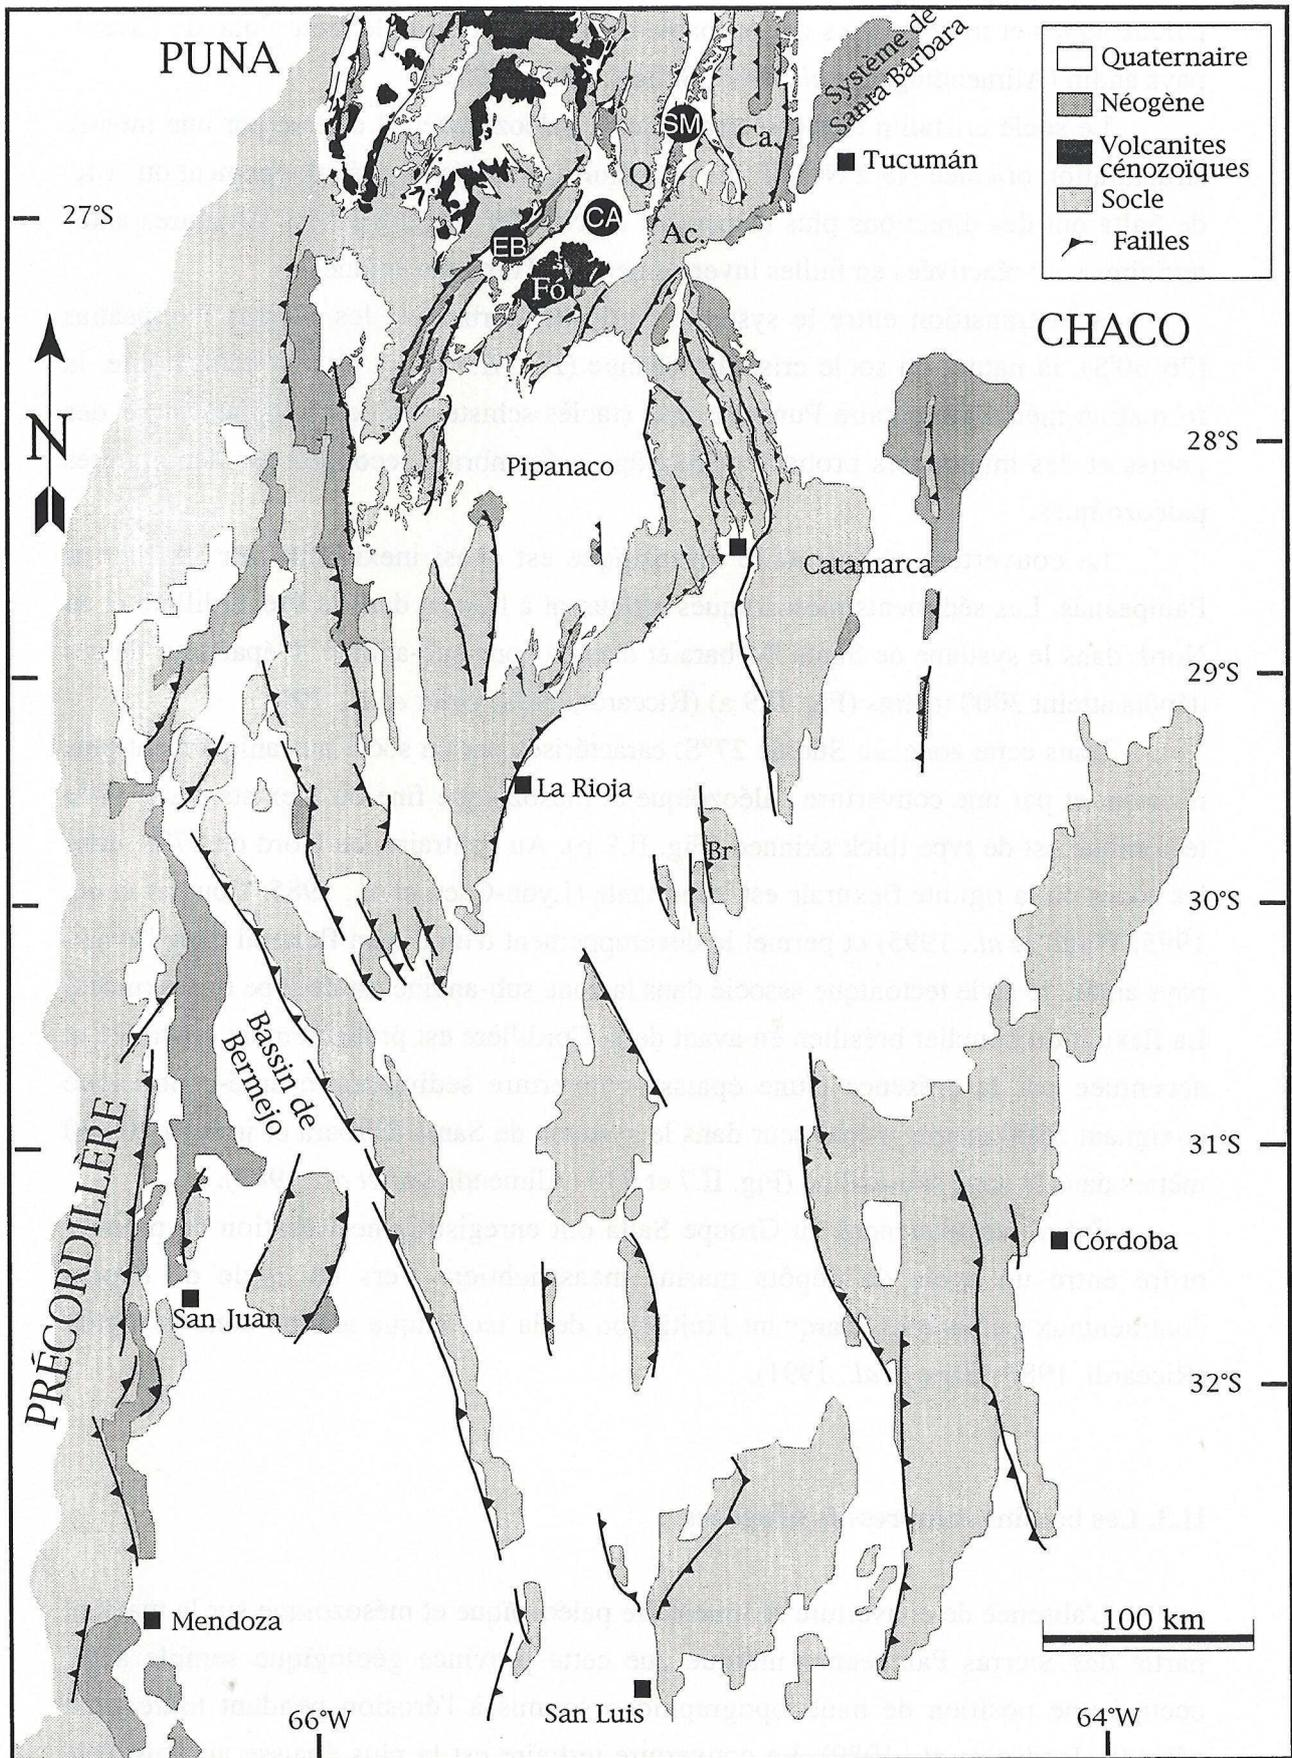 PUNA
Système de
Santa Bárbara
Quaternaire
Néogène
Volcanites
cénozoïques
Socle
Failles
SM
Ca.
Tucumán
Q
27°S
CA
Ac.
EB
Fó
CHACO
N
28°S
Pipanaco
Catamarca
29°S
La Rioja
Br
30°S
Bassin de
Bermejo
31°S
PRÉCORDILLÈRE
Córdoba
San Juan
32°S
Mendoza
100 km
San Luis
66°W
64°W